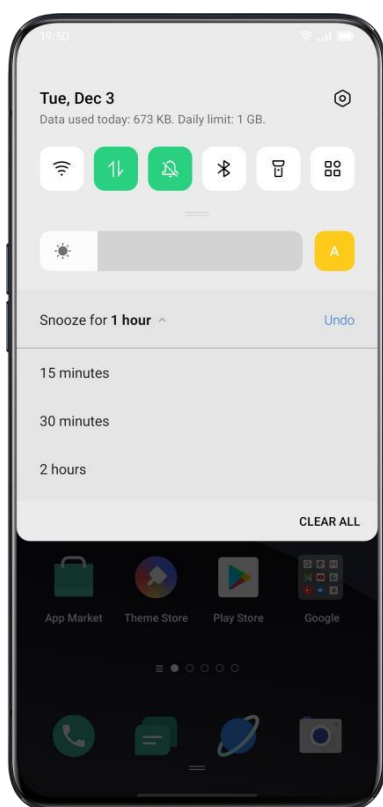 19:30
Tue, Dec 3
Data used today: 673 KB. Daily limit: 1 GB.
A
Snooze for 1 hour
Undo
15 minutes
30 minutes
2 hours
CLEAR ALL
App Market
Theme Store
Play Store
Google